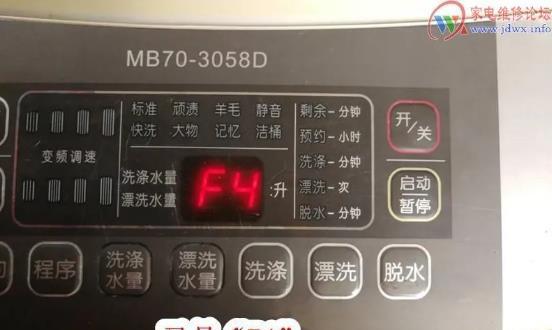 家电维修论坛
www.jdwx.info
MB70-3058D
标准 顽渍 羊毛 静音
快洗 大物 记忆 洁桶
变频调速
洗涤水量
漂洗水量
F4
:升
剩余-分钟
预约-小时
洗涤-分钟
漂洗-次
脱水-分钟
开/关
启动/暂停
程序
洗涤水量
漂洗水量
洗涤
漂洗
脱水